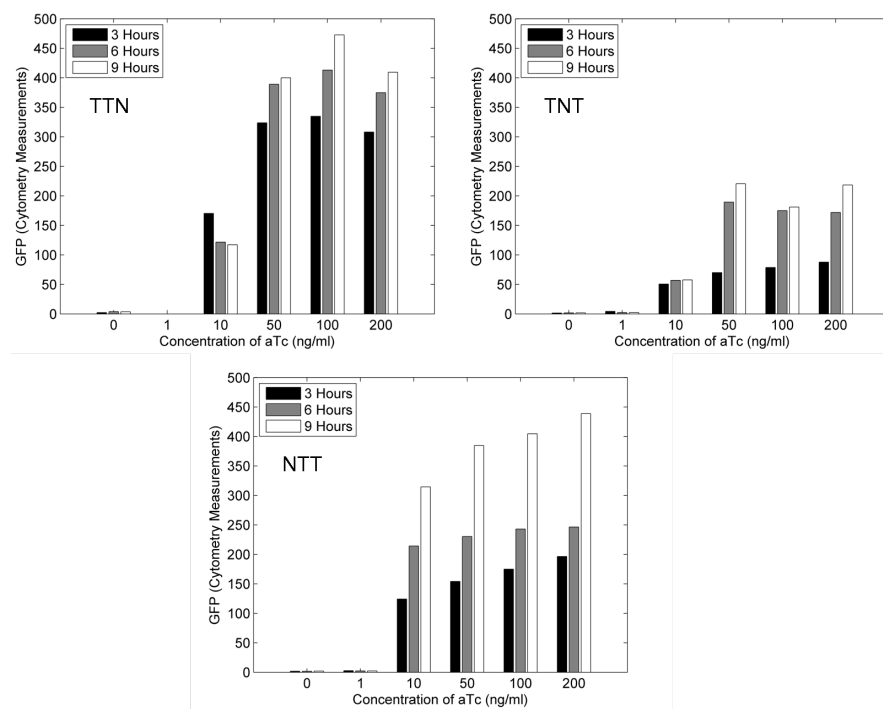 500
450
400
350
300
250
200
150
100
50
0
GFP (Cytometry Measurements)
3 Hours
6 Hours
9 Hours
TTN
0 1 10 50 100 200
Concentration of aTc (ng/ml)
500
450
400
350
300
250
200
150
100
50
0
GFP (Cytometry Measurements)
3 Hours
6 Hours
9 Hours
TNT
0 1 10 50 100 200
Concentration of aTc (ng/ml)
500
450
400
350
300
250
200
150
100
50
0
GFP (Cytometry Measurements)
3 Hours
6 Hours
9 Hours
NTT
0 1 10 50 100 200
Concentration of aTc (ng/ml)